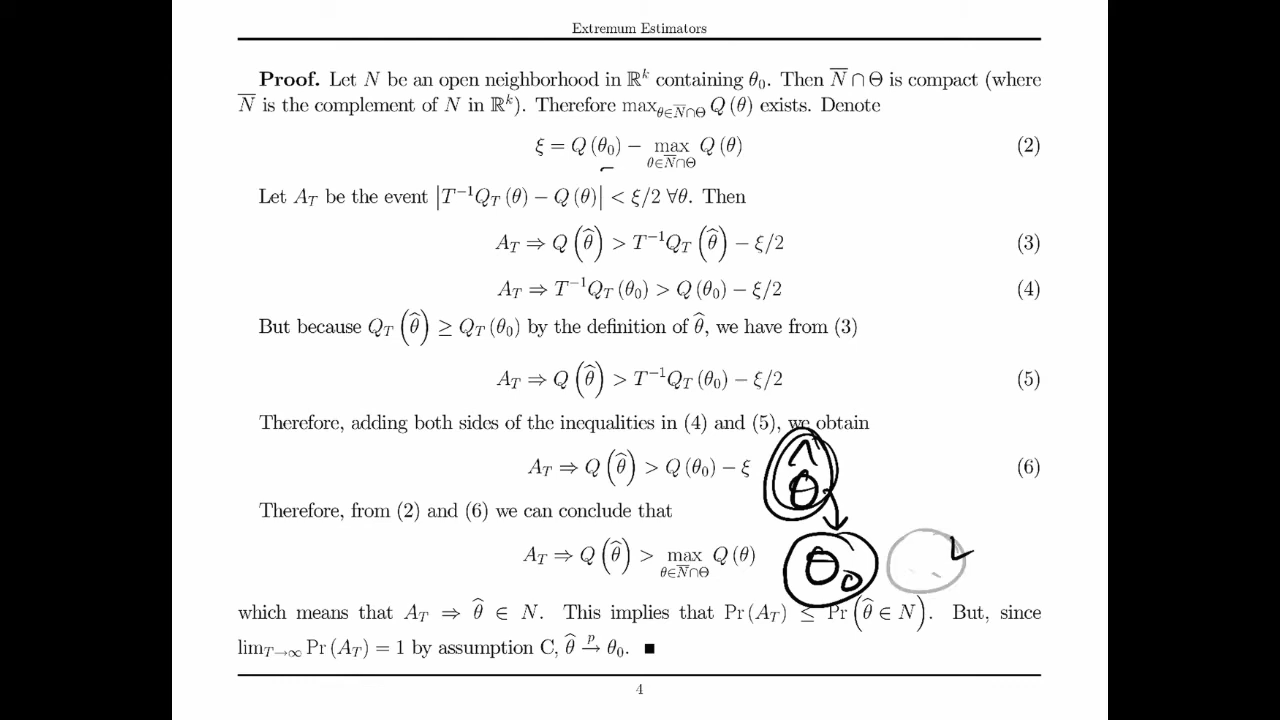 Extremum Estimators
Proof. Let N be an open neighborhood in ℝᵏ containing θ₀. Then N̅ ∩ Θ is compact (where
N̅ is the complement of N in ℝᵏ). Therefore max_{θ∈N̅∩Θ} Q (θ) exists. Denote
ξ = Q (θ₀) − max_{θ∈N̅∩Θ} Q (θ) (2)
Let A_T be the event |T⁻¹Q_T (θ) − Q (θ)| < ξ/2 ∀θ. Then
A_T ⇒ Q (θ̂) > T⁻¹Q_T (θ̂) − ξ/2 (3)
A_T ⇒ T⁻¹Q_T (θ₀) > Q (θ₀) − ξ/2 (4)
But because Q_T (θ̂) ≥ Q_T (θ₀) by the definition of θ̂, we have from (3)
A_T ⇒ Q (θ̂) > T⁻¹Q_T (θ₀) − ξ/2 (5)
Therefore, adding both sides of the inequalities in (4) and (5), we obtain
A_T ⇒ Q (θ̂) > Q (θ₀) − ξ (6)
θ̂
Therefore, from (2) and (6) we can conclude that
A_T ⇒ Q (θ̂) > max_{θ∈N̅∩Θ} Q (θ)
θ₀
which means that A_T ⇒ θ̂ ∈ N. This implies that Pr (A_T) ≤ Pr (θ̂ ∈ N). But, since
lim_{T→∞} Pr (A_T) = 1 by assumption C, θ̂ →ᵖ θ₀. ■
4